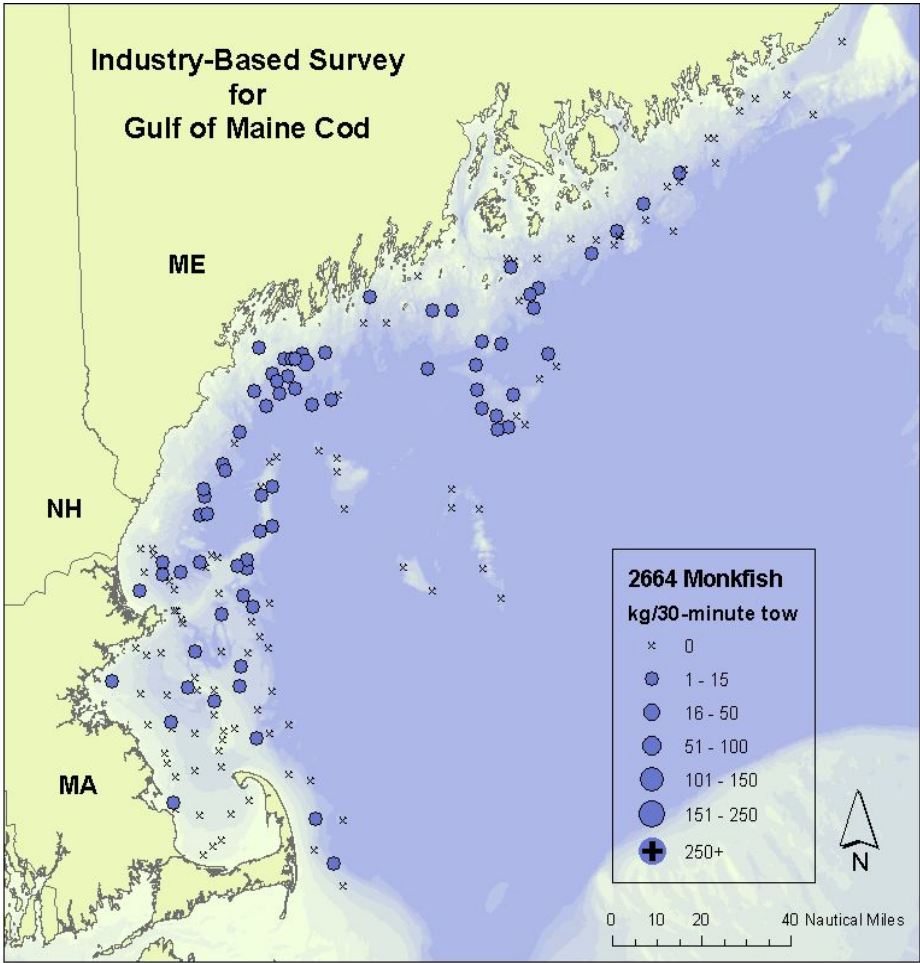 Industry-Based Survey
for
Gulf of Maine Cod
ME
NH
MA
2664 Monkfish
kg/30-minute tow
0
1 - 15
16 - 50
51 - 100
101 - 150
151 - 250
250+
N
0 10 20 40 Nautical Miles